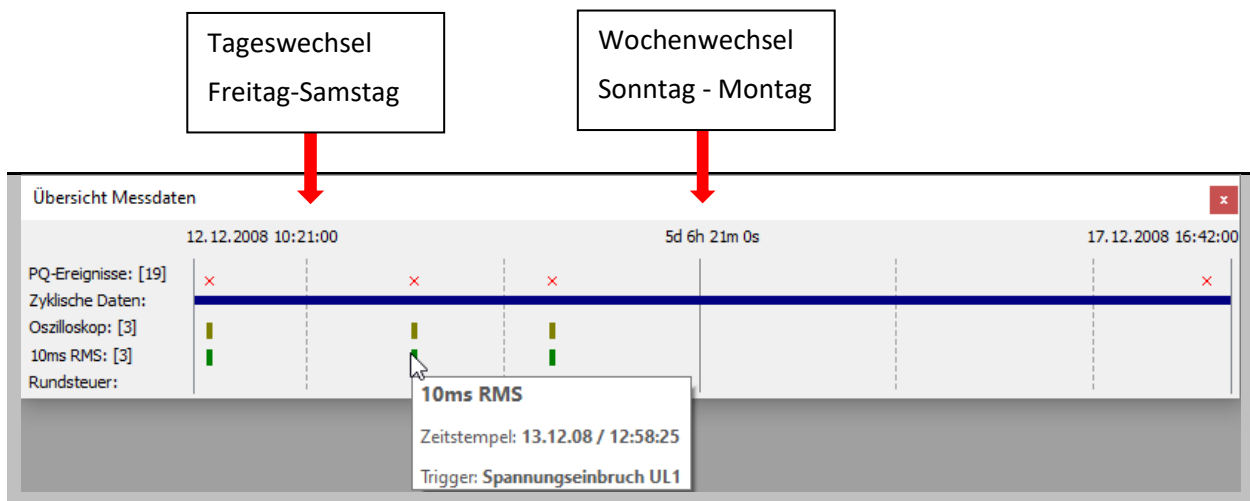 Tageswechsel
Freitag-Samstag
Wochenwechsel
Sonntag - Montag
Übersicht Messdaten
x
12.12.2008 10:21:00 5d 6h 21m 0s 17.12.2008 16:42:00
PQ-Ereignisse: [19]
Zyklische Daten:
Oszilloskop: [3]
10ms RMS: [3]
Rundsteuer:
10ms RMS
Zeitstempel: 13.12.08 / 12:58:25
Trigger: Spannungseinbruch UL1